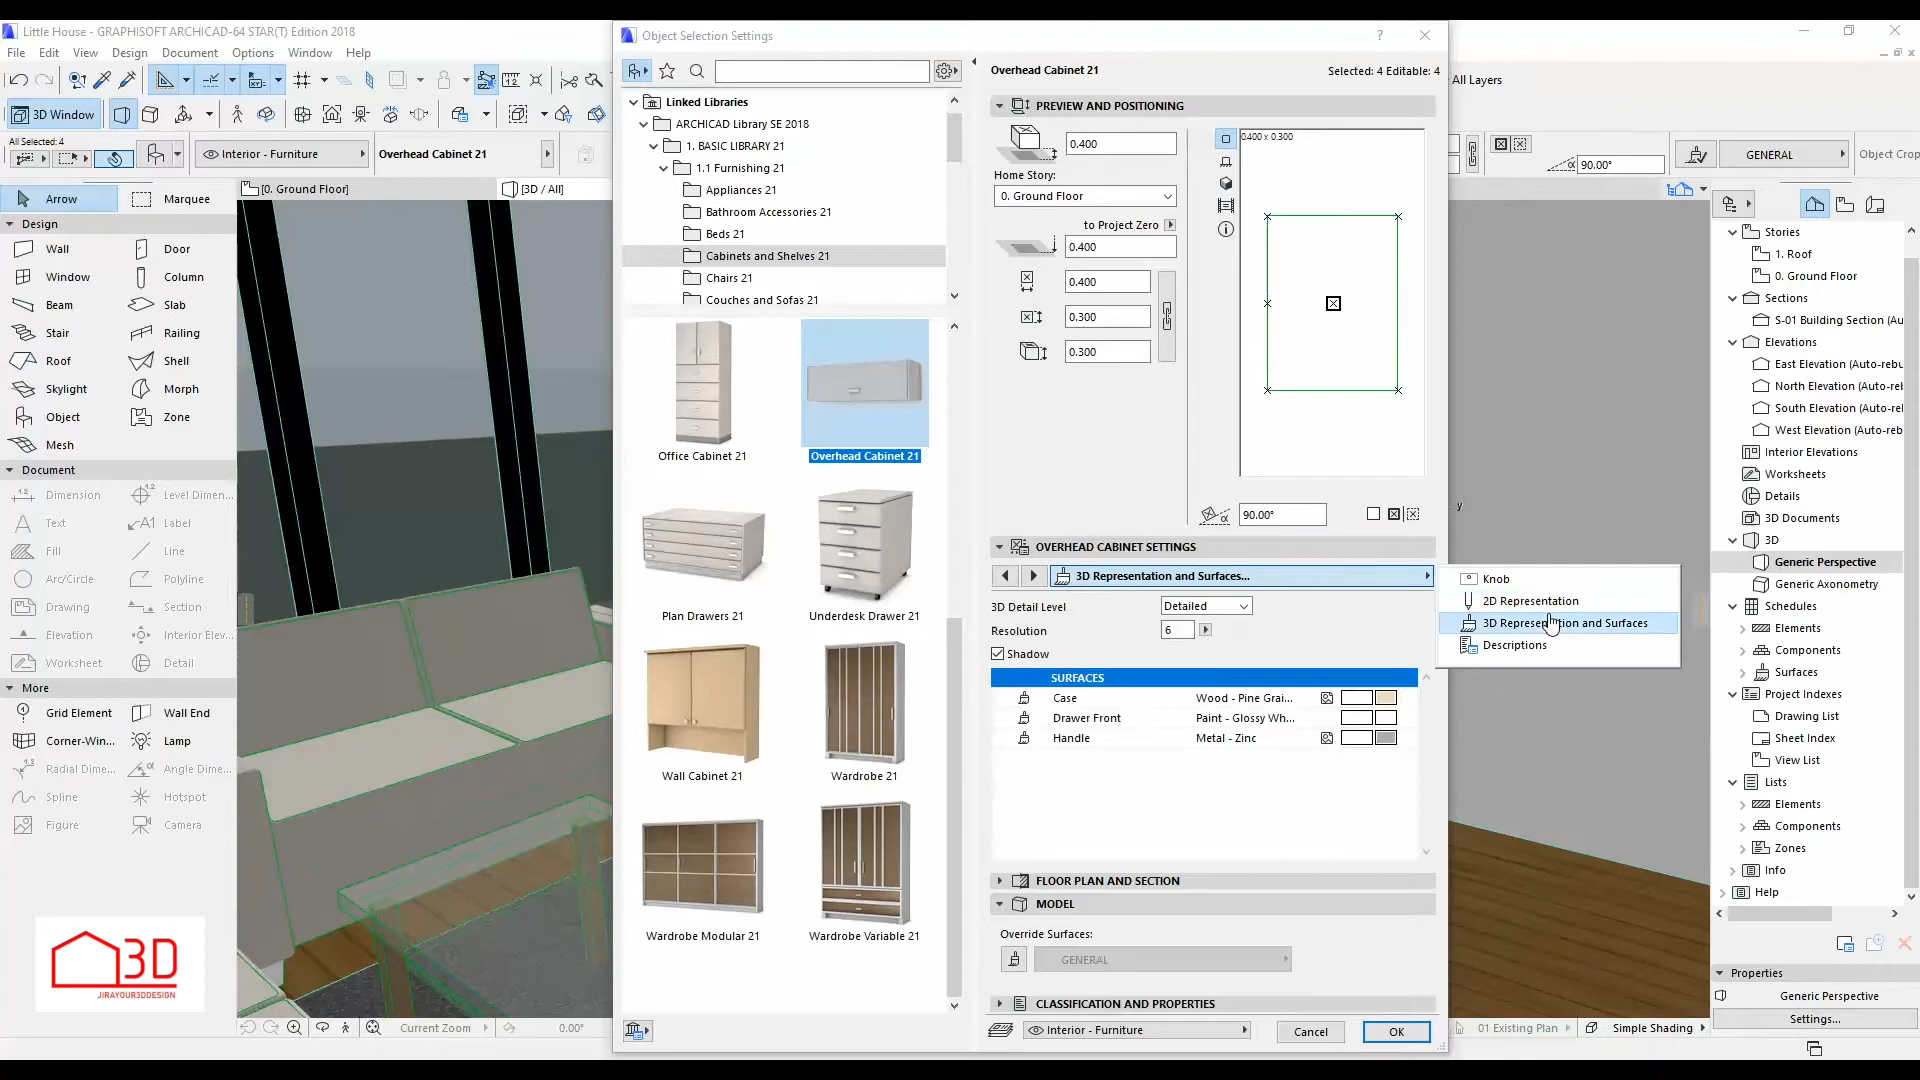 Little House - GRAPHISOFT ARCHICAD-64 STAR(T) Edition 2018
File Edit View Design Document Options Window Help
3D Window
All Selected: 4
Interior - Furniture
Overhead Cabinet 21
[0. Ground Floor]
[3D / All]
Arrow
Marquee
Design
Wall
Door
Window
Column
Beam
Slab
Stair
Railing
Roof
Shell
Skylight
Morph
Object
Zone
Mesh
Document
Dimension
Level Dimen...
Text
Label
Fill
Line
Arc/Circle
Polyline
Drawing
Section
Elevation
Interior Elev...
Worksheet
Detail
More
Grid Element
Wall End
Corner-Win...
Lamp
Radial Dime...
Angle Dime...
Spline
Hotspot
Figure
Camera
3D
JIRAYOUR3DDESIGN
Current Zoom
0.00°
Object Selection Settings
?
Linked Libraries
ARCHICAD Library SE 2018
1. BASIC LIBRARY 21
1.1 Furnishing 21
Appliances 21
Bathroom Accessories 21
Beds 21
Cabinets and Shelves 21
Chairs 21
Couches and Sofas 21
Office Cabinet 21
Overhead Cabinet 21
Plan Drawers 21
Underdesk Drawer 21
Wall Cabinet 21
Wardrobe 21
Wardrobe Modular 21
Wardrobe Variable 21
Overhead Cabinet 21
Selected: 4 Editable: 4
PREVIEW AND POSITIONING
0.400
Home Story:
0. Ground Floor
to Project Zero
0.400
0.400
0.300
0.300
0.400 x 0.300
α 90.00°
OVERHEAD CABINET SETTINGS
3D Representation and Surfaces...
3D Detail Level
Detailed
Resolution
6
Shadow
SURFACES
Case
Wood - Pine Grai...
Drawer Front
Paint - Glossy Wh...
Handle
Metal - Zinc
FLOOR PLAN AND SECTION
MODEL
Override Surfaces:
GENERAL
CLASSIFICATION AND PROPERTIES
Interior - Furniture
Cancel
OK
Knob
2D Representation
3D Representation and Surfaces
Descriptions
All Layers
α 90.00°
GENERAL
Object Crop
y
Stories
1. Roof
0. Ground Floor
Sections
S-01 Building Section (Au
Elevations
East Elevation (Auto-rebu
North Elevation (Auto-rel
South Elevation (Auto-rel
West Elevation (Auto-reb
Interior Elevations
Worksheets
Details
3D Documents
3D
Generic Perspective
Generic Axonometry
Schedules
Elements
Components
Surfaces
Project Indexes
Drawing List
Sheet Index
View List
Lists
Elements
Components
Zones
Info
Help
Properties
Generic Perspective
Settings...
01 Existing Plan
Simple Shading